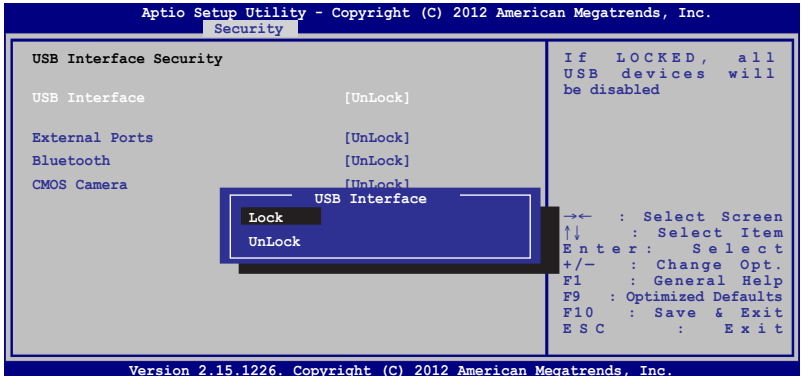 Aptio Setup Utility - Copyright (C) 2012 American Megatrends, Inc.
Security
USB Interface Security
USB Interface [UnLock]
External Ports [UnLock]
Bluetooth [UnLock]
CMOS Camera [UnLock]
USB Interface
Lock
UnLock
If LOCKED, all
USB devices will
be disabled
→← : Select Screen
↑↓ : Select Item
Enter: Select
+/— : Change Opt.
F1 : General Help
F9 : Optimized Defaults
F10 : Save & Exit
ESC : Exit
Version 2.15.1226. Copyright (C) 2012 American Megatrends, Inc.